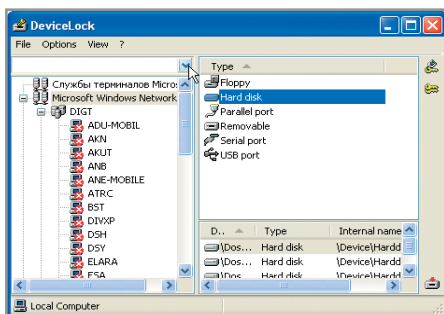 DeviceLock
File Options View ?
Службы терминалов Micros
Microsoft Windows Network
DIGT
ADU-MOBIL
AKN
AKUT
ANB
ANE-MOBILE
ATRC
BST
DIVXP
DSH
DSY
ELARA
ESA
Type
Floppy
Hard disk
Parallel port
Removable
Serial port
USB port
D.. Type Internal name
\Dos... Hard disk \Device\Hardd
\Dos... Hard disk \Device\Hardd
\Dos... Hard disk \Device\Hardd
Local Computer